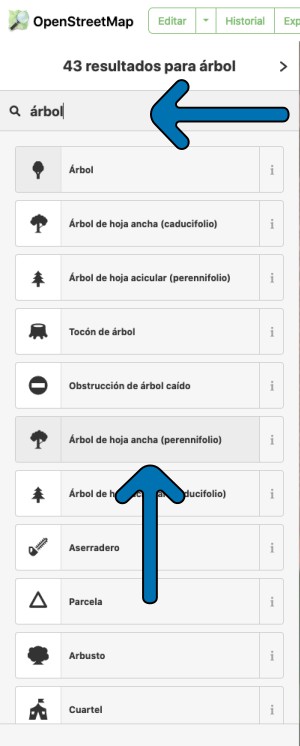 OpenStreetMap Editar Historial Exp
43 resultados para árbol
árbol
Árbol
Árbol de hoja ancha (caducifolio)
Árbol de hoja acicular (perennifolio)
Tocón de árbol
Obstrucción de árbol caído
Árbol de hoja ancha (perennifolio)
Árbol de
Aserradero
Parcela
Arbusto
Cuartel